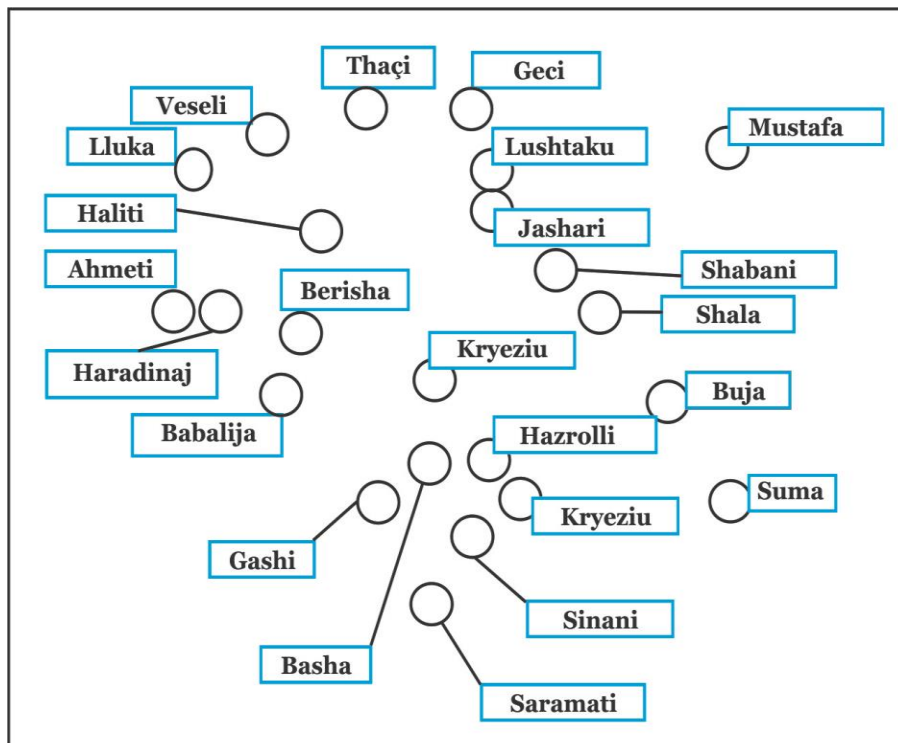 Thaçi
Geci
Veseli
Mustafa
Lluka
Lushtaku
Haliti
Jashari
Ahmeti
Berisha
Shabani
Shala
Haradinaj
Kryeziu
Buja
Babalija
Hazrolli
Suma
Kryeziu
Gashi
Sinani
Basha
Saramati